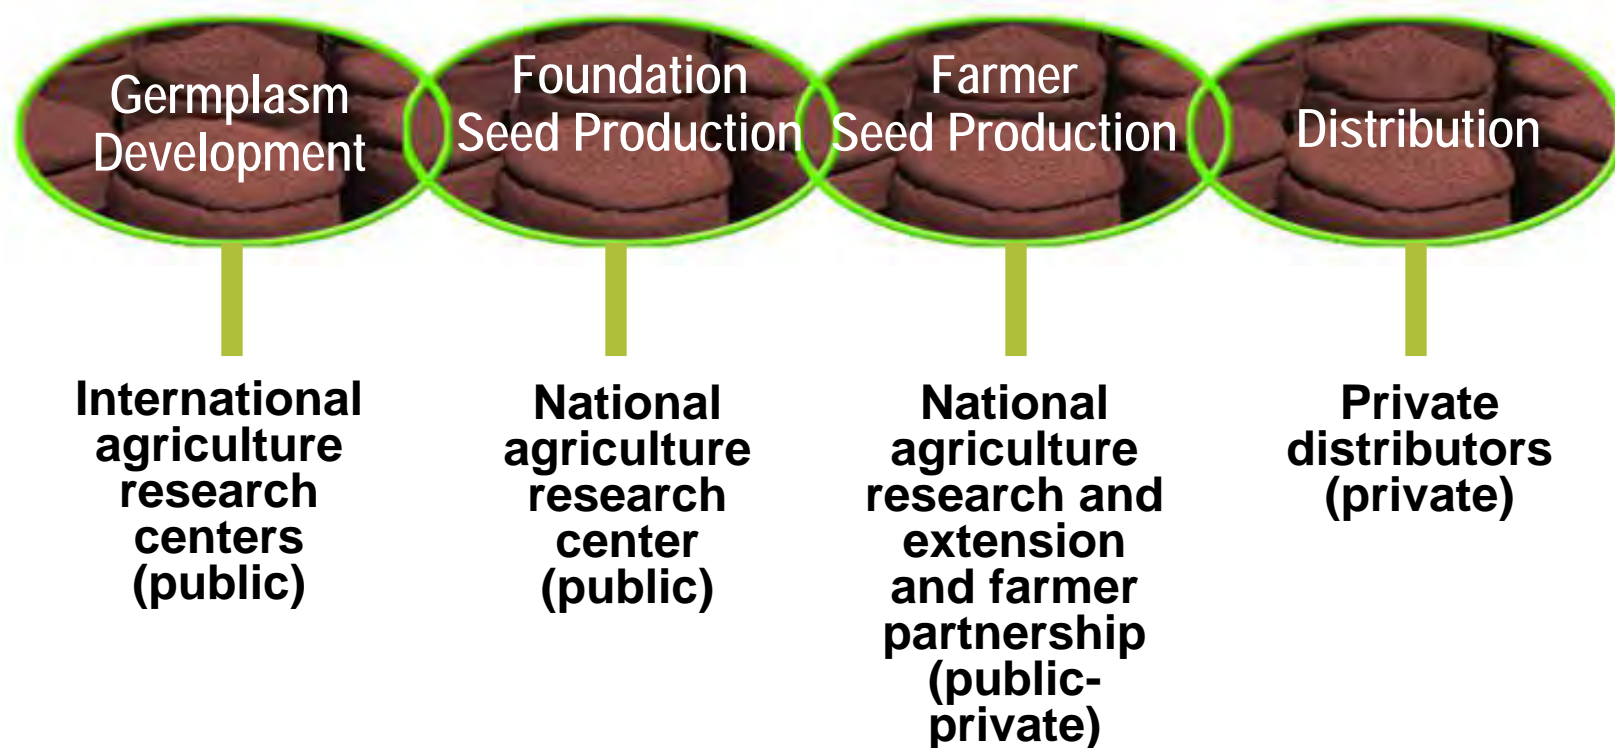 Germplasm
Development
Foundation
Seed Production
Farmer
Seed Production
Distribution
International
agriculture
research
centers
(public)
National
agriculture
research
center
(public)
National
agriculture
research and
extension
and farmer
partnership
(public-
private)
Private
distributors
(private)